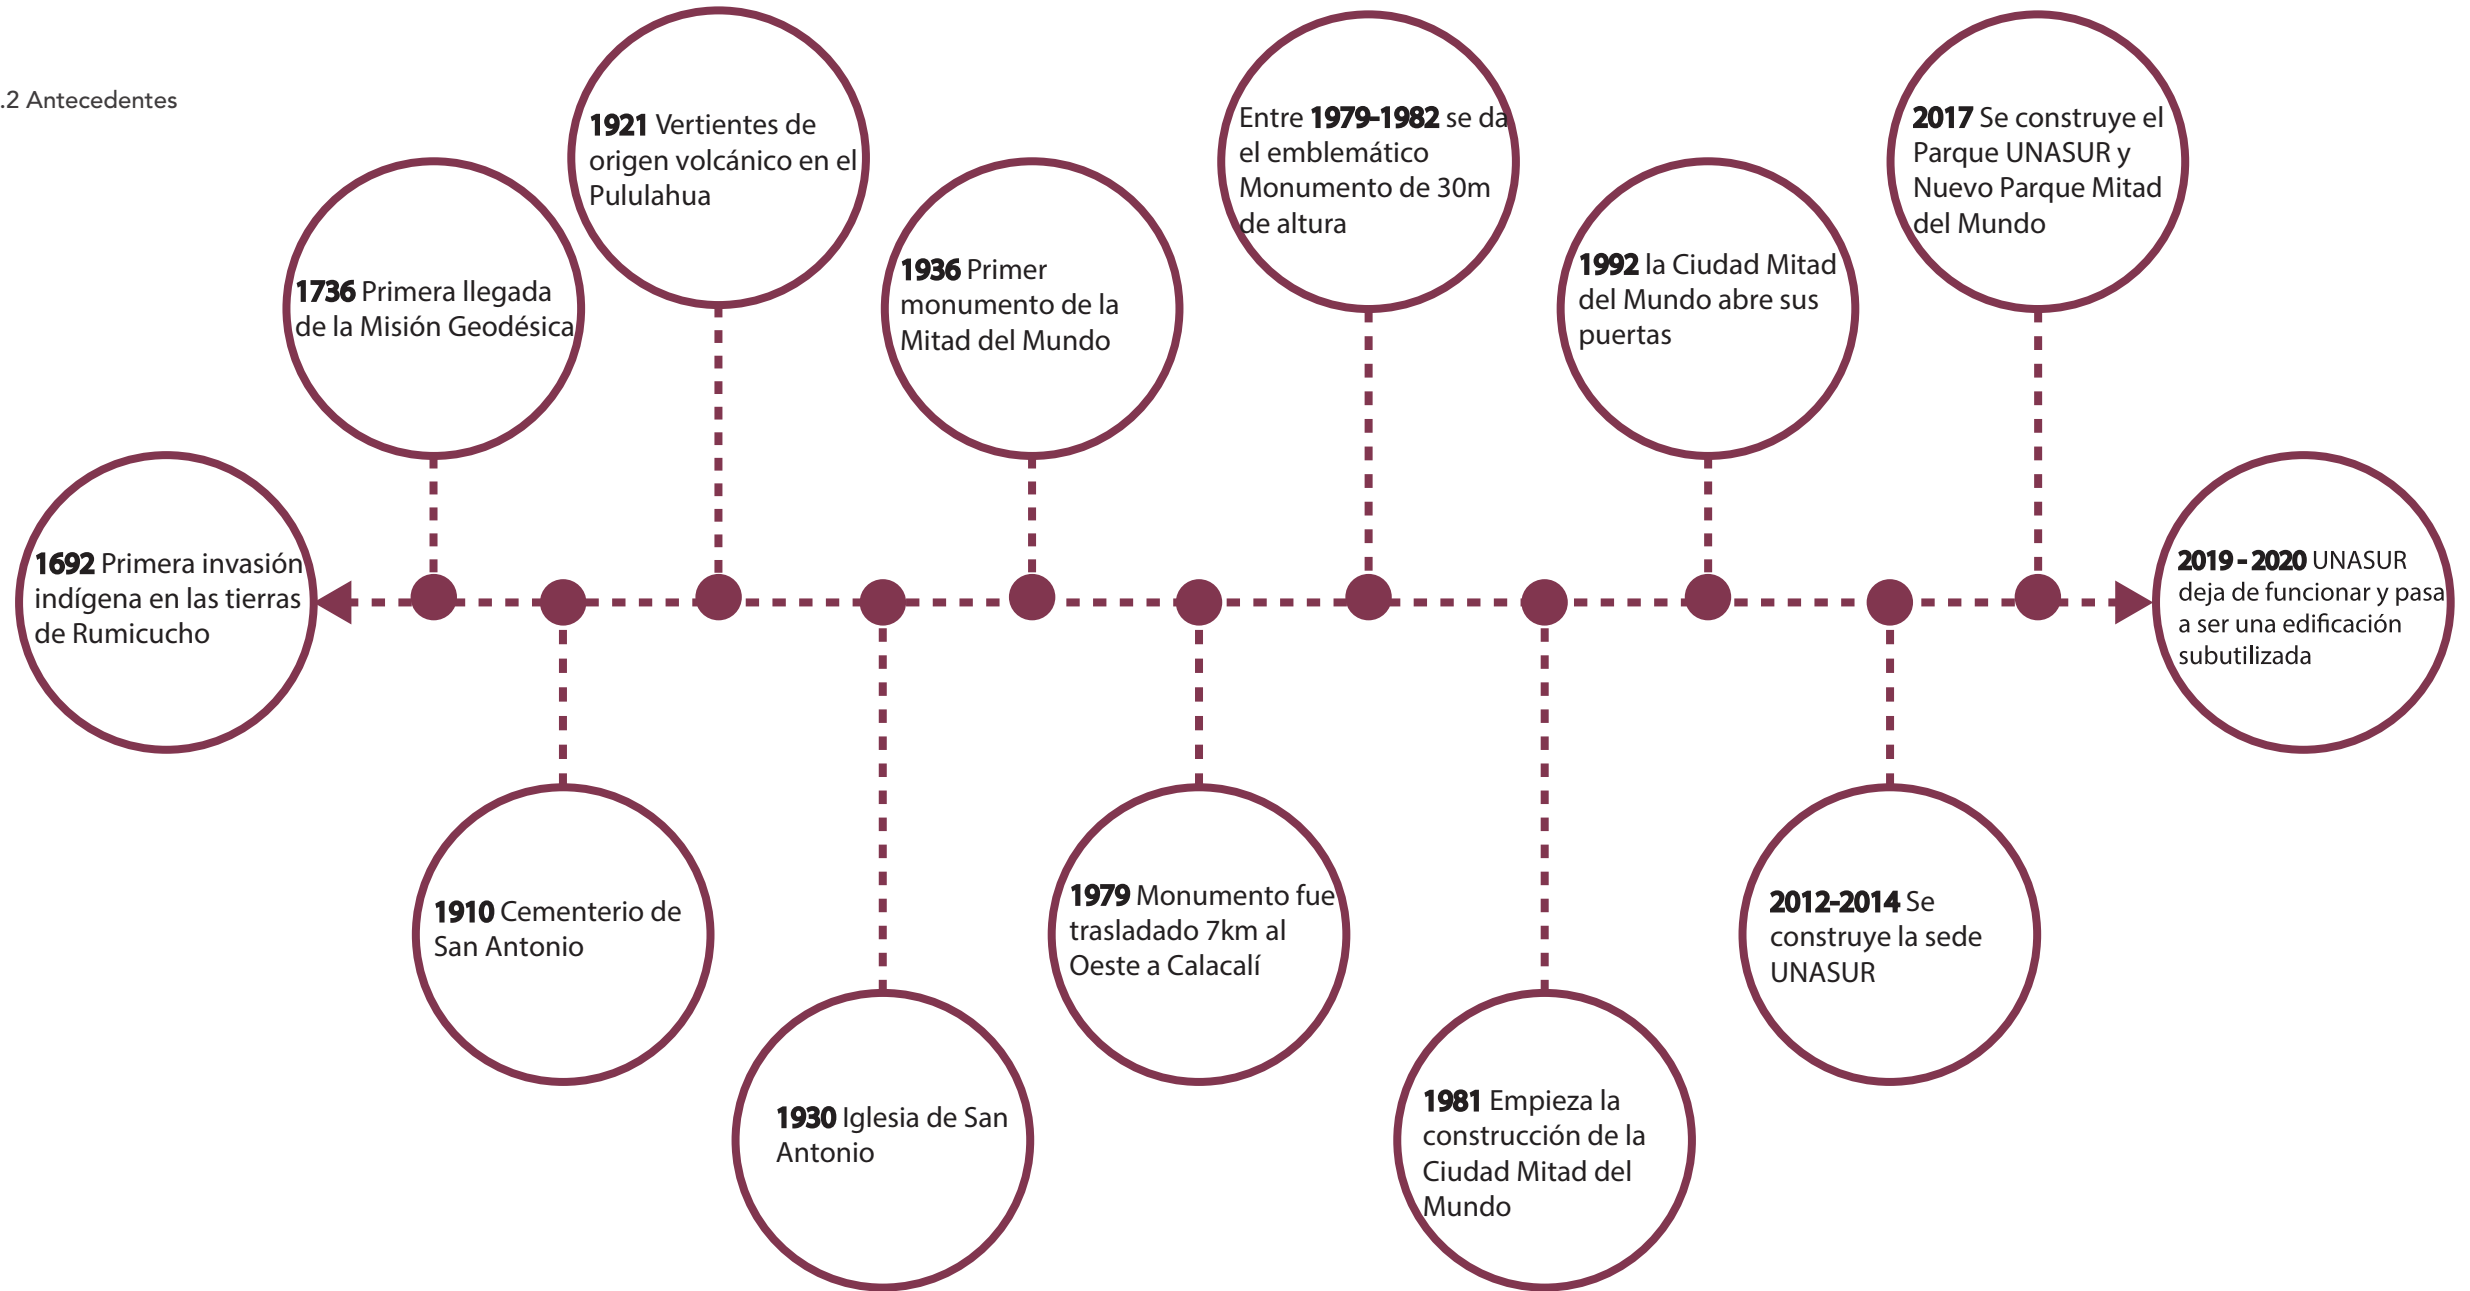 .2 Antecedentes
1692 Primera invasión
indígena en las tierras
de Rumicucho
1736 Primera llegada
de la Misión Geodésica
1910 Cementerio de
San Antonio
1921 Vertientes de
origen volcánico en el
Pululahua
1930 Iglesia de San
Antonio
1936 Primer
monumento de la
Mitad del Mundo
1979 Monumento fue
trasladado 7km al
Oeste a Calacalí
Entre 1979-1982 se da
el emblemático
Monumento de 30m
de altura
1981 Empieza la
construcción de la
Ciudad Mitad del
Mundo
1992 la Ciudad Mitad
del Mundo abre sus
puertas
2012-2014 Se
construye la sede
UNASUR
2017 Se construye el
Parque UNASUR y
Nuevo Parque Mitad
del Mundo
2019 - 2020 UNASUR
deja de funcionar y pasa
a ser una edificación
subutilizada